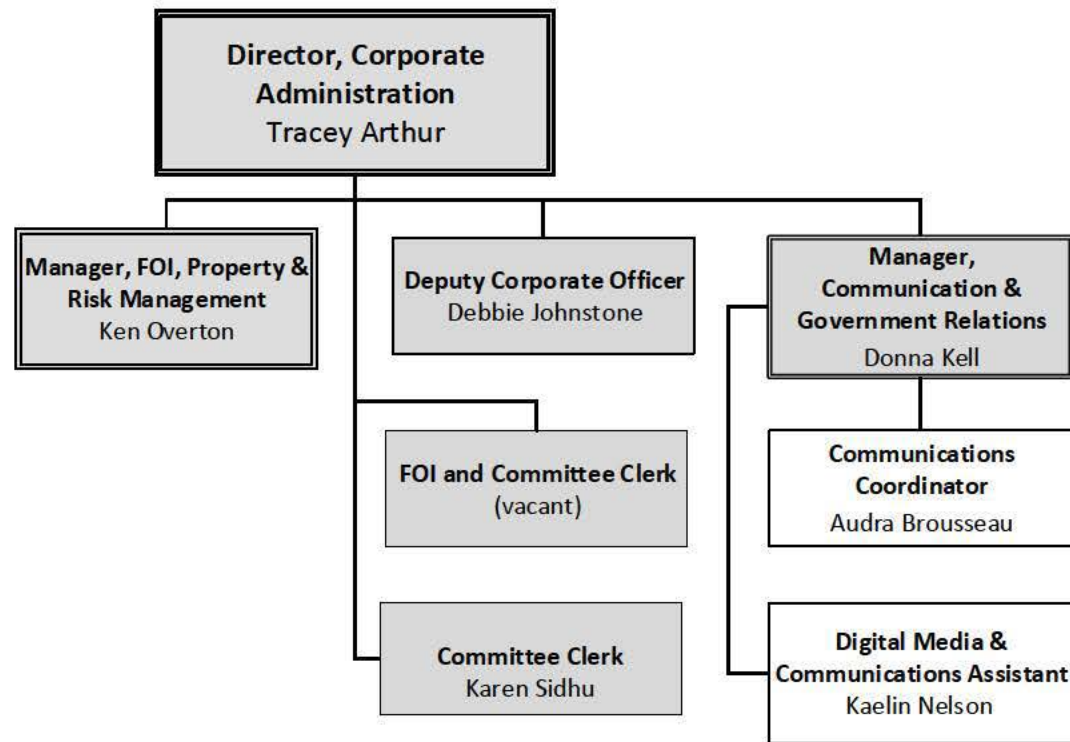 Director, Corporate
Administration
Tracey Arthur
Manager, FOI, Property &
Risk Management
Ken Overton
Deputy Corporate Officer
Debbie Johnstone
Manager,
Communication &
Government Relations
Donna Kell
FOI and Committee Clerk
(vacant)
Communications
Coordinator
Audra Brousseau
Committee Clerk
Karen Sidhu
Digital Media &
Communications Assistant
Kaelin Nelson